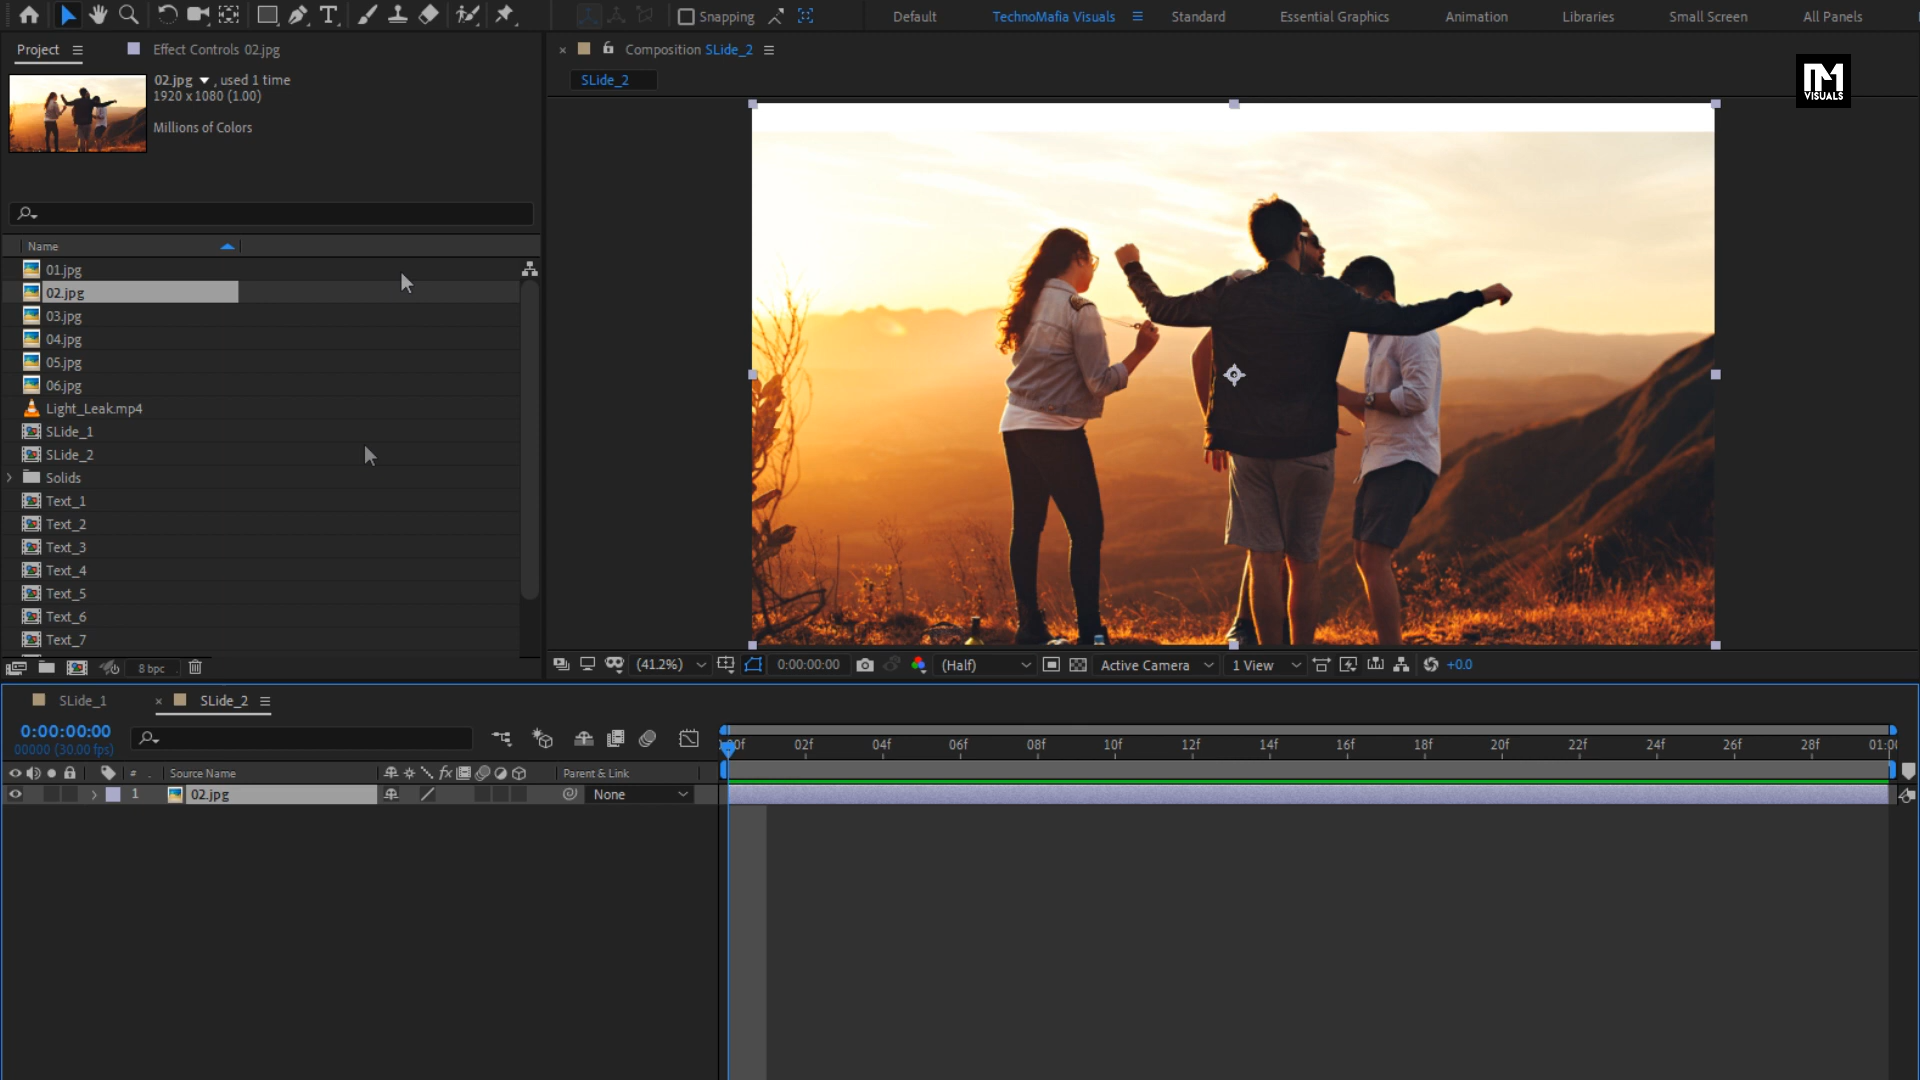 Snapping
Default
TechnoMafia Visuals
Standard
Essential Graphics
Animation
Libraries
Small Screen
All Panels
Project
Effect Controls 02.jpg
Composition SLide_2
SLide_2
VISUALS
02.jpg , used 1 time
1920 x 1080 (1.00)
Millions of Colors
Name
01.jpg
02.jpg
03.jpg
04.jpg
05.jpg
06.jpg
Light_Leak.mp4
SLide_1
SLide_2
Solids
Text_1
Text_2
Text_3
Text_4
Text_5
Text_6
Text_7
8 bpc
(41.2%)
0:00:00:00
(Half)
Active Camera
1 View
+0.0
SLide_1
SLide_2
0:00:00:00
00000 (30.00 fps)
02f 04f 06f 08f 10f 12f 14f 16f 18f 20f 22f 24f 26f 28f 01:0
# Source Name fx Parent & Link
1 02.jpg None